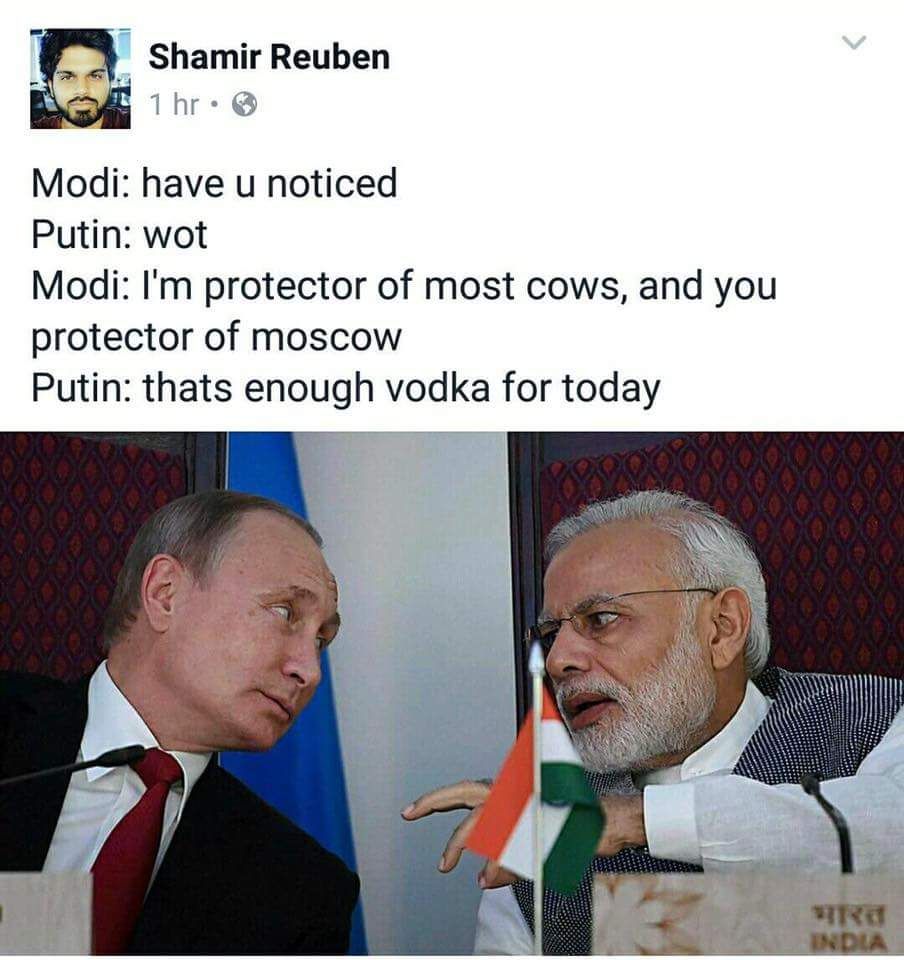 Shamir Reuben
1 hr •
Modi: have u noticed
Putin: wot
Modi: I'm protector of most cows, and you
protector of moscow
Putin: thats enough vodka for today
भारत
INDIA